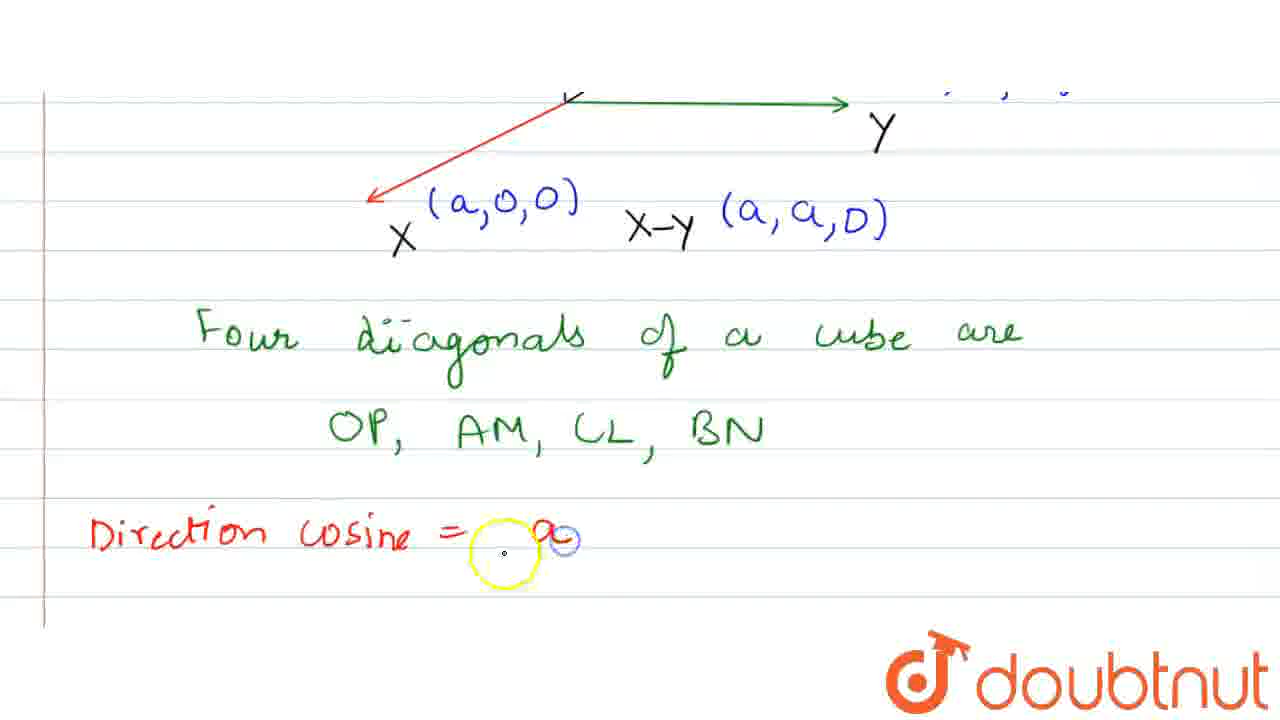 Y
(a,0,0)
X
X-Y (a,a,0)
Four diagonals of a cube are
OP, AM, CL, BN
Direction cosine = a
doubtnut